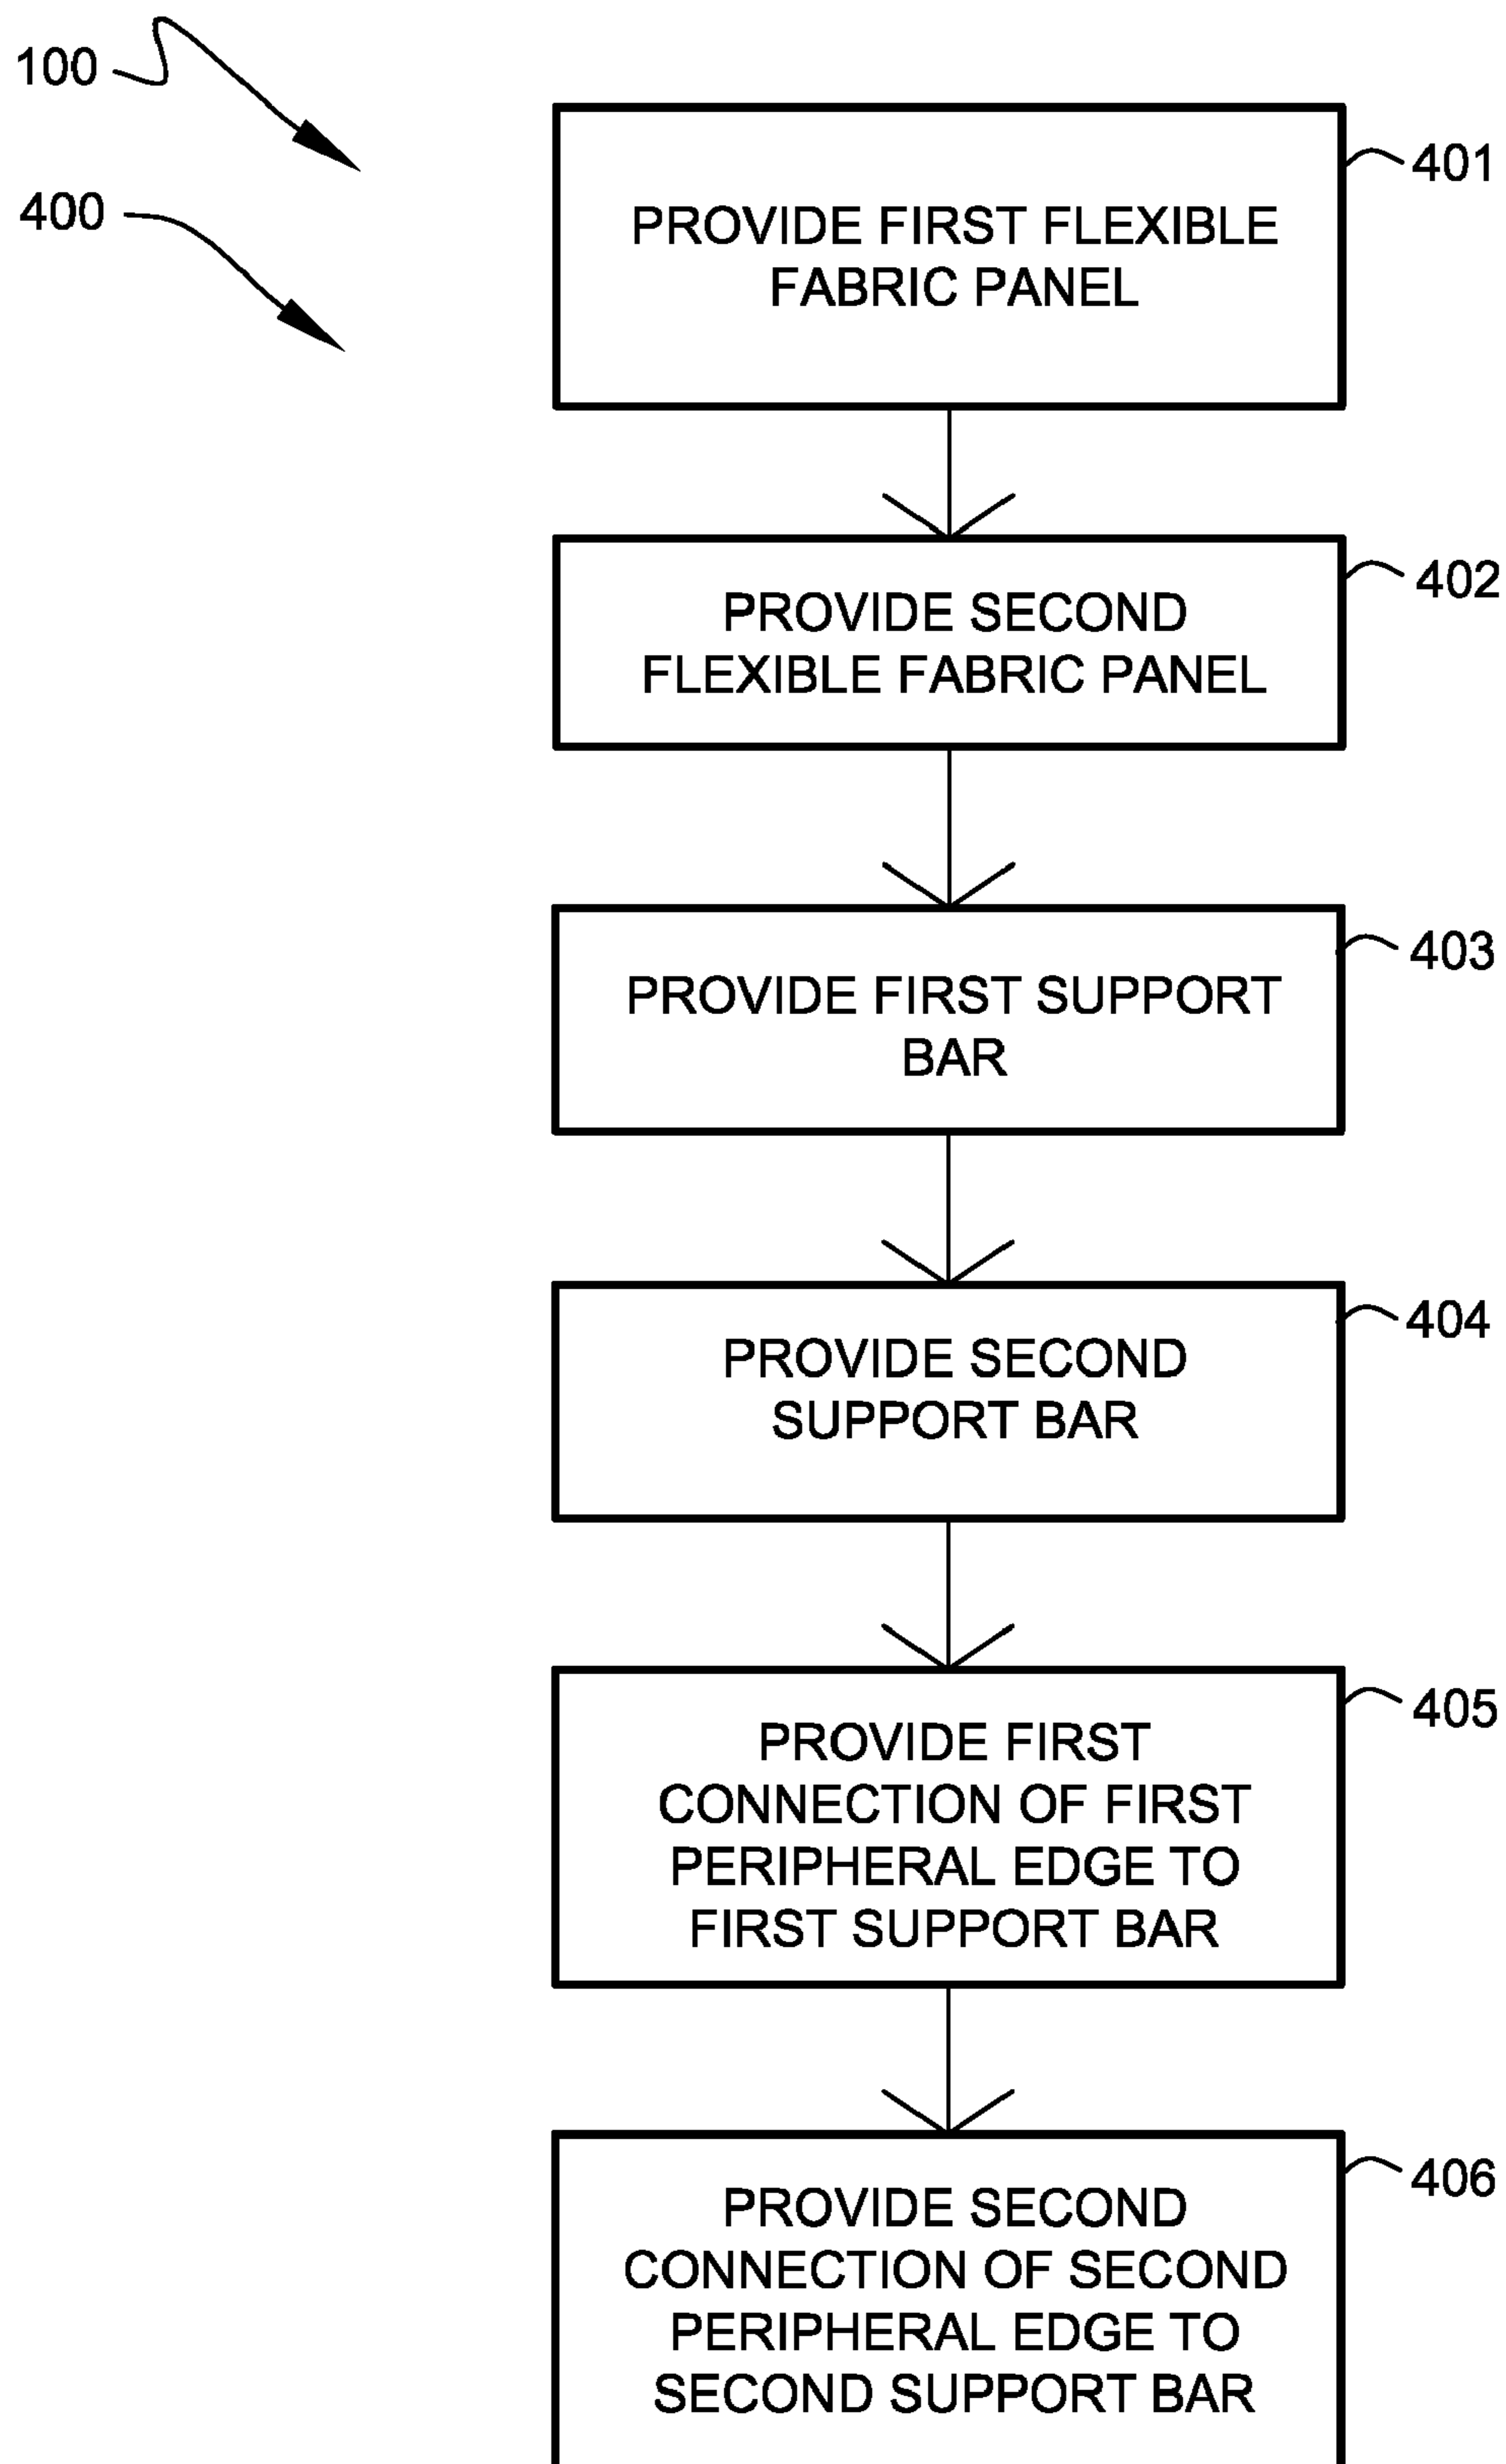 100
400
401
PROVIDE FIRST FLEXIBLE
FABRIC PANEL
402
PROVIDE SECOND
FLEXIBLE FABRIC PANEL
403
PROVIDE FIRST SUPPORT
BAR
404
PROVIDE SECOND
SUPPORT BAR
405
PROVIDE FIRST
CONNECTION OF FIRST
PERIPHERAL EDGE TO
FIRST SUPPORT BAR
406
PROVIDE SECOND
CONNECTION OF SECOND
PERIPHERAL EDGE TO
SECOND SUPPORT BAR